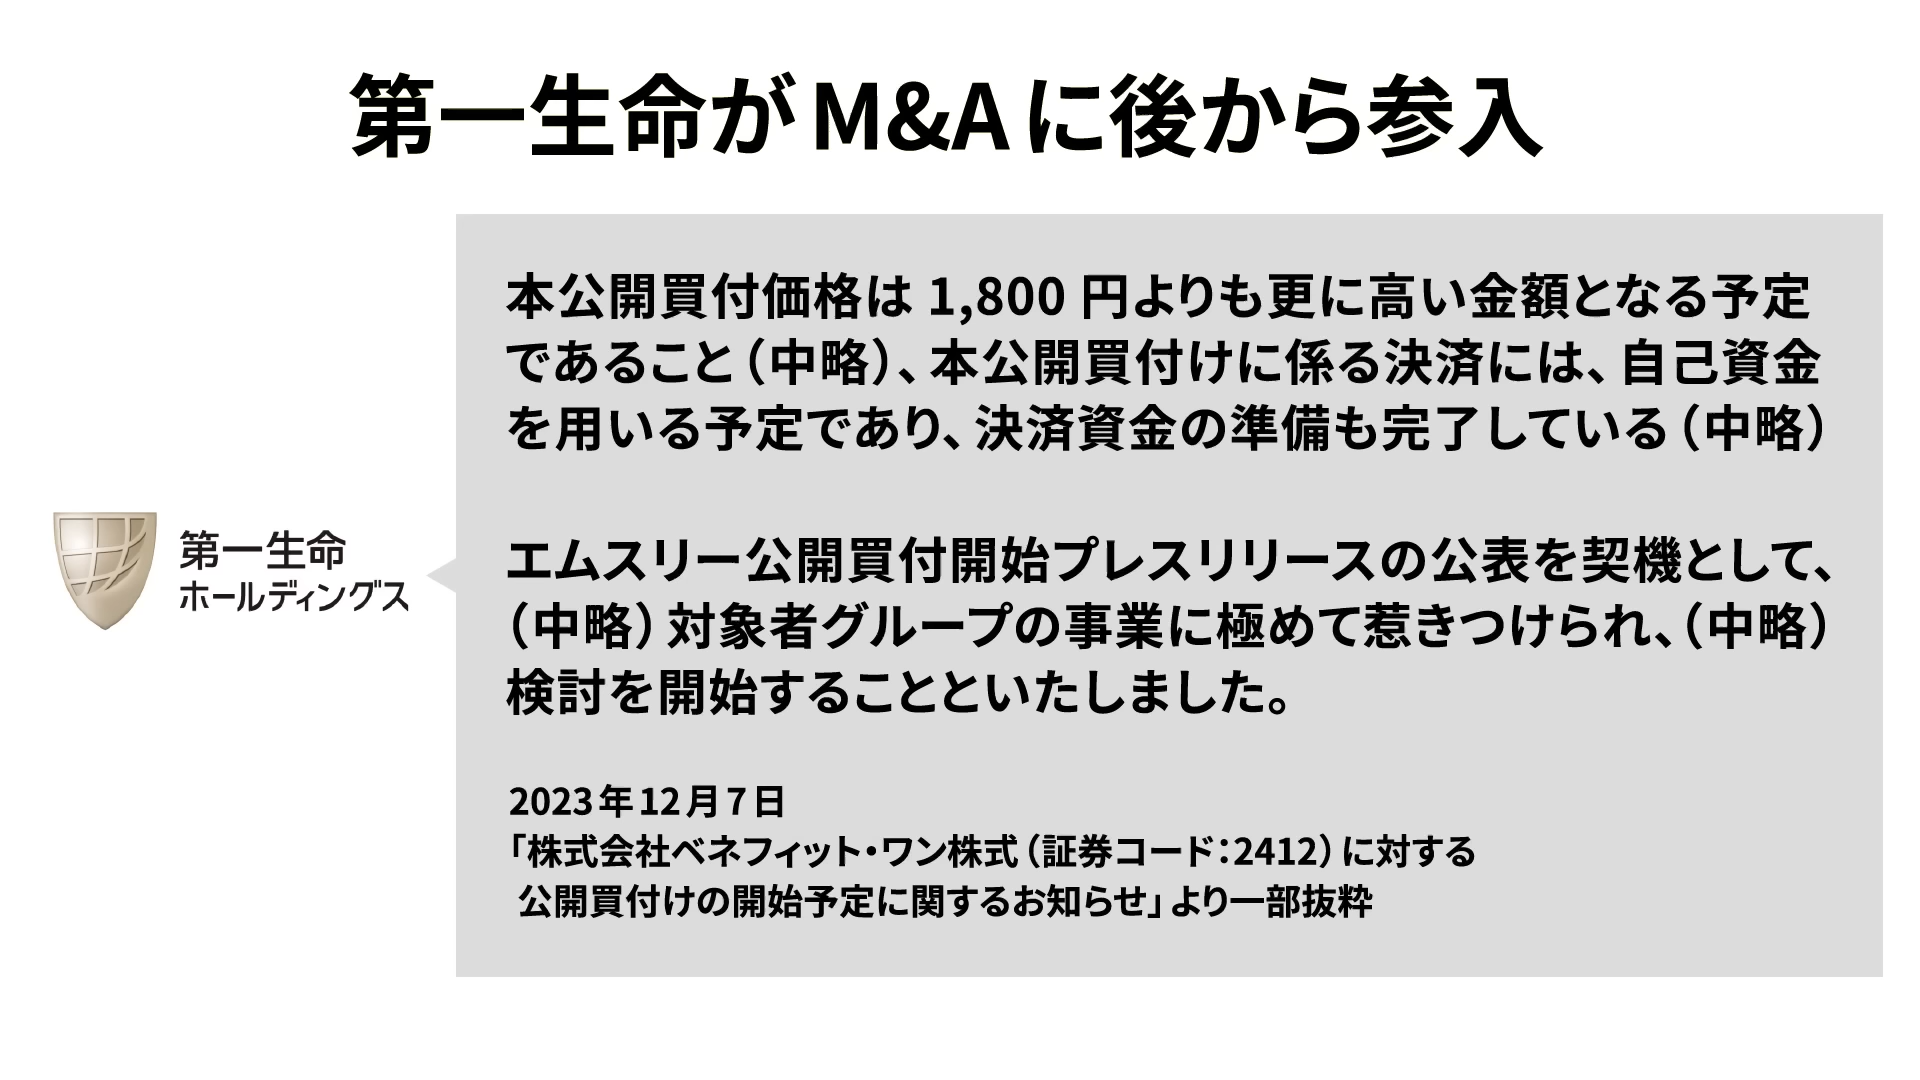 第一生命がM&Aに後から参入
本公開買付価格は1,800円よりも更に高い金額となる予定
であること（中略）、本公開買付けに係る決済には、自己資金
を用いる予定であり、決済資金の準備も完了している（中略）
エムスリー公開買付開始プレスリリースの公表を契機として、
（中略）対象者グループの事業に極めて惹きつけられ、（中略）
検討を開始することといたしました。
第一生命
ホールディングス
2023年12月7日
「株式会社ベネフィット・ワン株式（証券コード：2412）に対する
公開買付けの開始予定に関するお知らせ」より一部抜粋